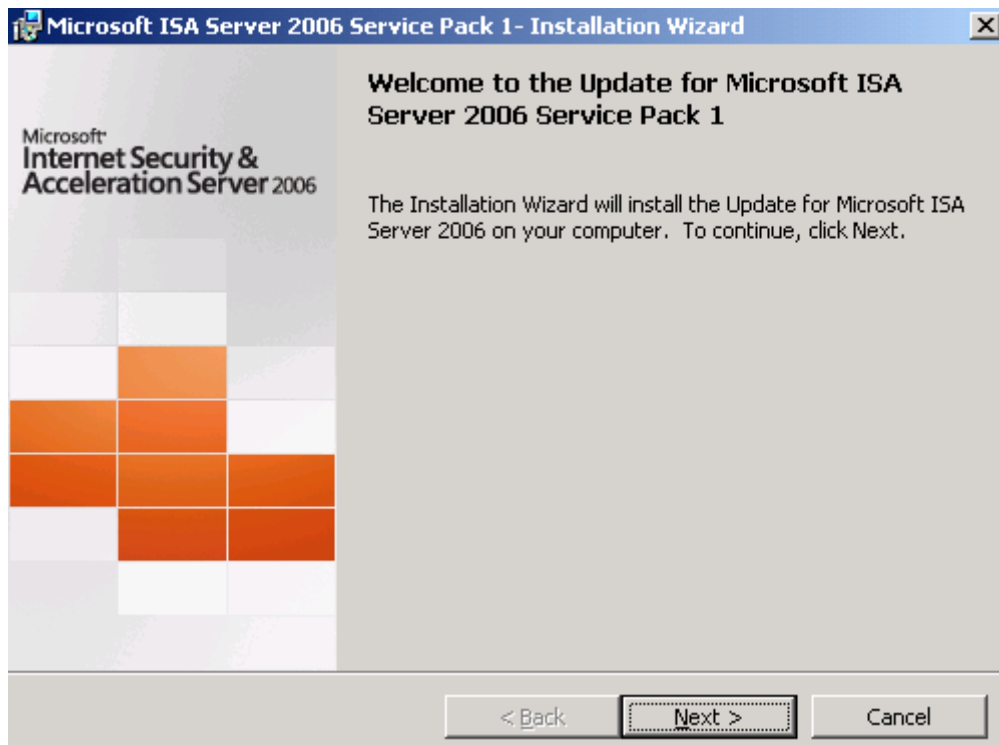 Microsoft ISA Server 2006 Service Pack 1- Installation Wizard
Microsoft
Internet Security &
Acceleration Server 2006
Welcome to the Update for Microsoft ISA
Server 2006 Service Pack 1
The Installation Wizard will install the Update for Microsoft ISA
Server 2006 on your computer. To continue, click Next.
< Back
Next >
Cancel